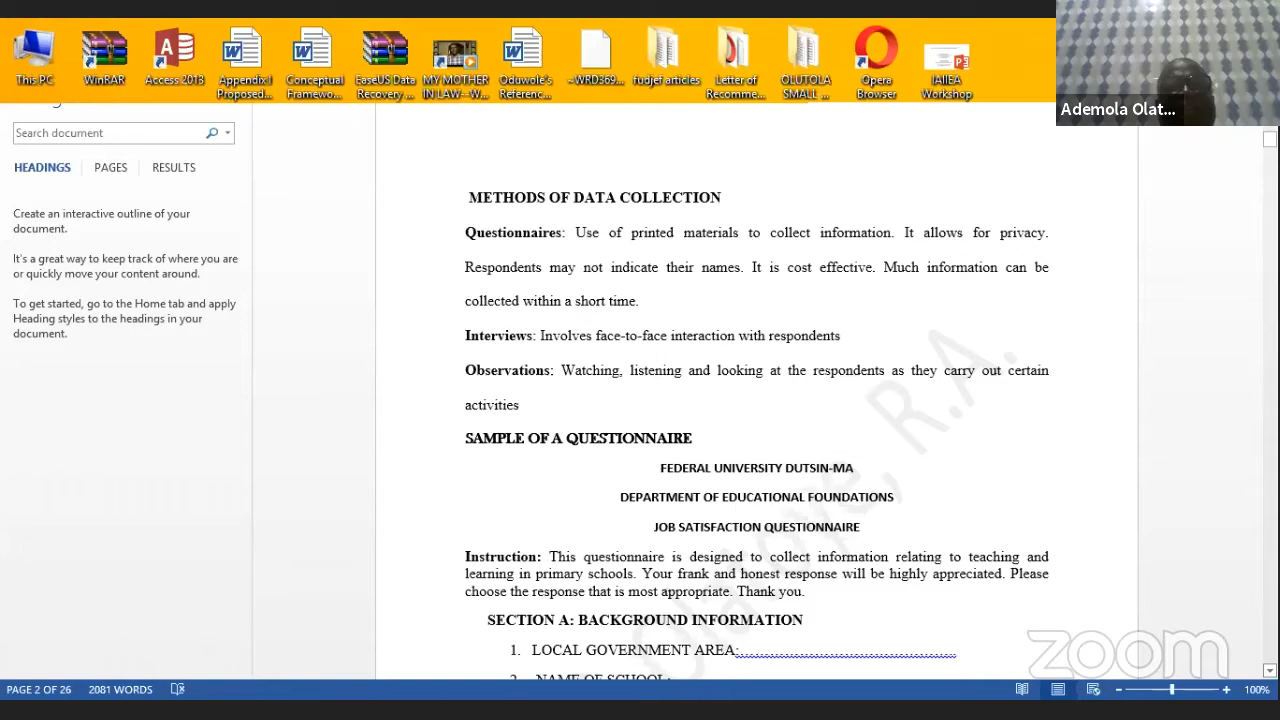 This PC
WinRAR
Access 2013
Appendix I Proposed...
Conceptual Framewo...
EaseUS Data Recovery ...
MY MOTHER IN LAW--W...
Oduwole's Referenc...
~WRD369...
fudjef articles
Letter of Recomme...
OLUTOLA SMALL ...
Opera Browser
IAIIEA Workshop
Ademola Olat...
Search document
HEADINGS
PAGES
RESULTS
Create an interactive outline of your
document.
It's a great way to keep track of where you are
or quickly move your content around.
To get started, go to the Home tab and apply
Heading styles to the headings in your
document.
METHODS OF DATA COLLECTION
Questionnaires: Use of printed materials to collect information. It allows for privacy.
Respondents may not indicate their names. It is cost effective. Much information can be
collected within a short time.
Interviews: Involves face-to-face interaction with respondents
Observations: Watching, listening and looking at the respondents as they carry out certain
activities
SAMPLE OF A QUESTIONNAIRE
FEDERAL UNIVERSITY DUTSIN-MA
DEPARTMENT OF EDUCATIONAL FOUNDATIONS
JOB SATISFACTION QUESTIONNAIRE
Instruction: This questionnaire is designed to collect information relating to teaching and
learning in primary schools. Your frank and honest response will be highly appreciated. Please
choose the response that is most appropriate. Thank you.
SECTION A: BACKGROUND INFORMATION
1. LOCAL GOVERNMENT AREA:..........................................
2. NAME OF SCHOOL:
Olatoye, R.A.
zoom
PAGE 2 OF 26
2081 WORDS
100%